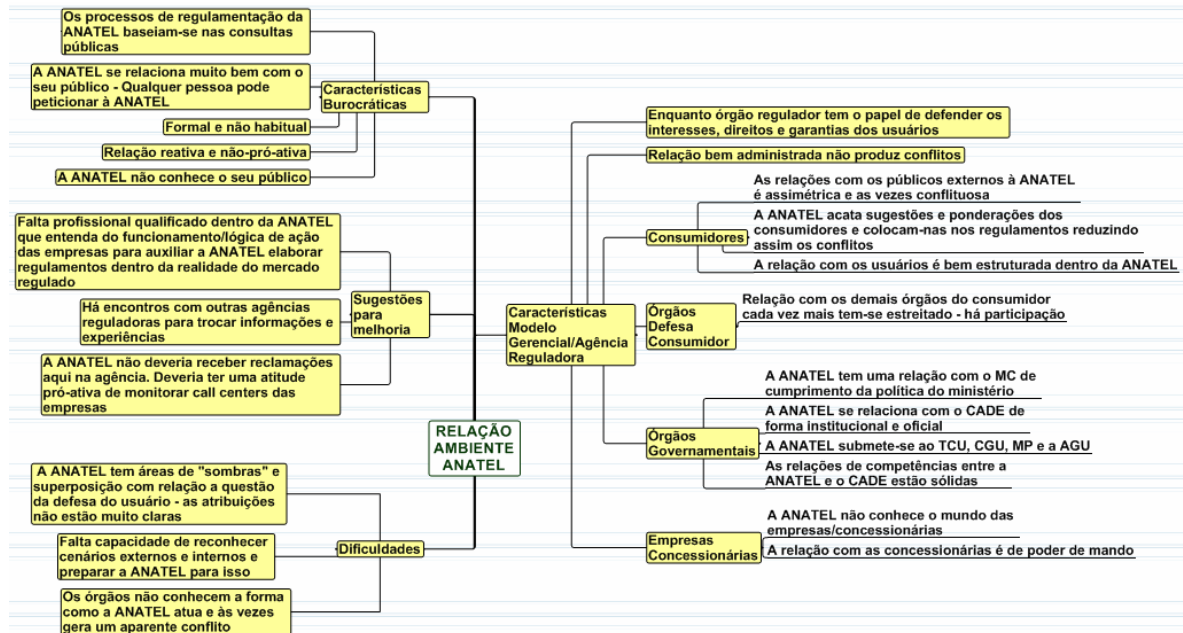 Os processos de regulamentação da
ANATEL baseiam-se nas consultas
públicas
A ANATEL se relaciona muito bem com o
seu público - Qualquer pessoa pode
peticionar à ANATEL
Formal e não habitual
Relação reativa e não-pró-ativa
A ANATEL não conhece o seu público
Características
Burocráticas
Falta profissional qualificado dentro da ANATEL
que entenda do funcionamento/lógica de ação
das empresas para auxiliar a ANATEL elaborar
regulamentos dentro da realidade do mercado
regulado
Há encontros com outras agências
reguladoras para trocar informações e
experiências
A ANATEL não deveria receber reclamações
aqui na agência. Deveria ter uma atitude
pró-ativa de monitorar call centers das
empresas
Sugestões
para
melhoria
RELAÇÃO
AMBIENTE
ANATEL
A ANATEL tem áreas de "sombras" e
superposição com relação a questão
da defesa do usuário - as atribuições
não estão muito claras
Falta capacidade de reconhecer
cenários externos e internos e
preparar a ANATEL para isso
Os órgãos não conhecem a forma
como a ANATEL atua e às vezes
gera um aparente conflito
Dificuldades
Características
Modelo
Gerencial/Agência
Reguladora
Enquanto órgão regulador tem o papel de defender os
interesses, direitos e garantias dos usuários
Relação bem administrada não produz conflitos
Consumidores
As relações com os públicos externos à ANATEL
é assimétrica e as vezes conflituosa
A ANATEL acata sugestões e ponderações dos
consumidores e colocam-nas nos regulamentos reduzindo
assim os conflitos
A relação com os usuários é bem estruturada dentro da ANATEL
Órgãos
Defesa
Consumidor
Relação com os demais órgãos do consumidor
cada vez mais tem-se estreitado - há participação
Órgãos
Governamentais
A ANATEL tem uma relação com o MC de
cumprimento da política do ministério
A ANATEL se relaciona com o CADE de
forma institucional e oficial
A ANATEL submete-se ao TCU, CGU, MP e a AGU
As relações de competências entre a
ANATEL e o CADE estão sólidas
Empresas
Concessionárias
A ANATEL não conhece o mundo das
empresas/concessionárias
A relação com as concessionárias é de poder de mando